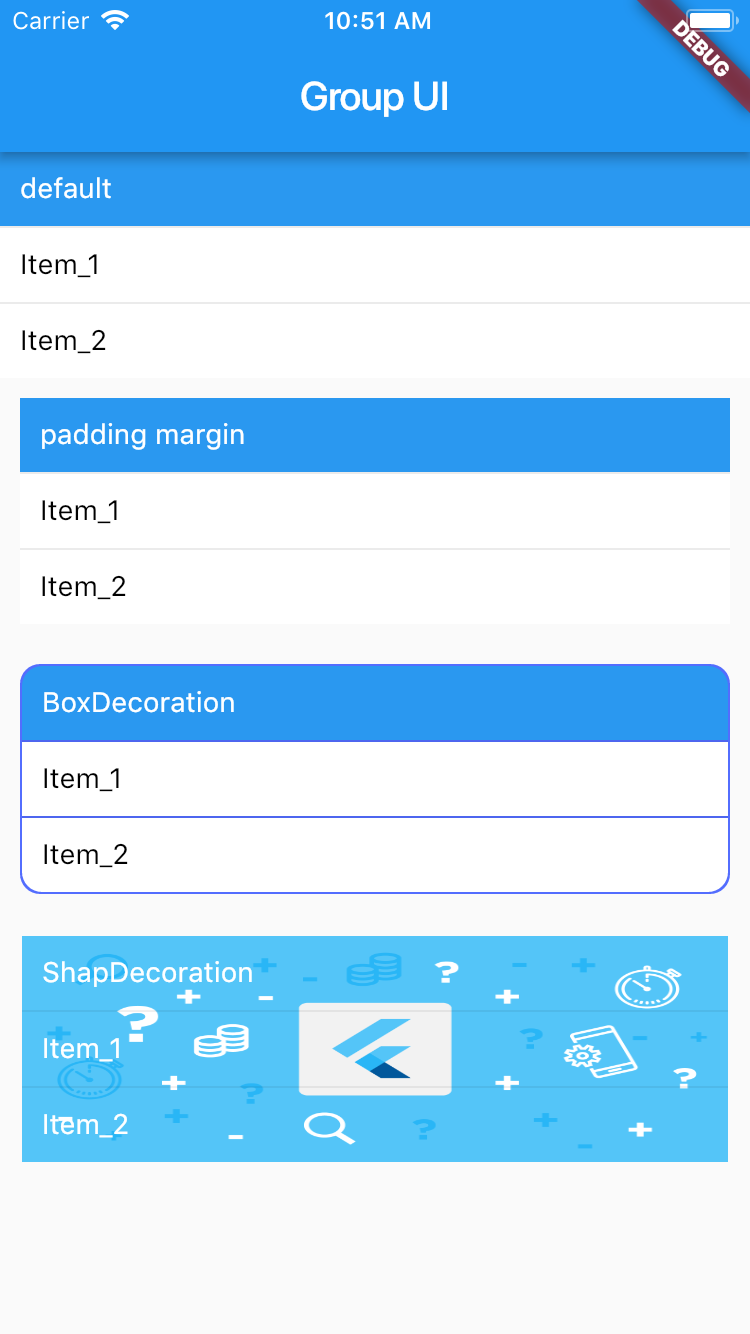 Carrier 10:51 AM
DEBUG
Group UI
default
Item_1
Item_2
padding margin
Item_1
Item_2
BoxDecoration
Item_1
Item_2
ShapDecoration
Item_1
Item_2